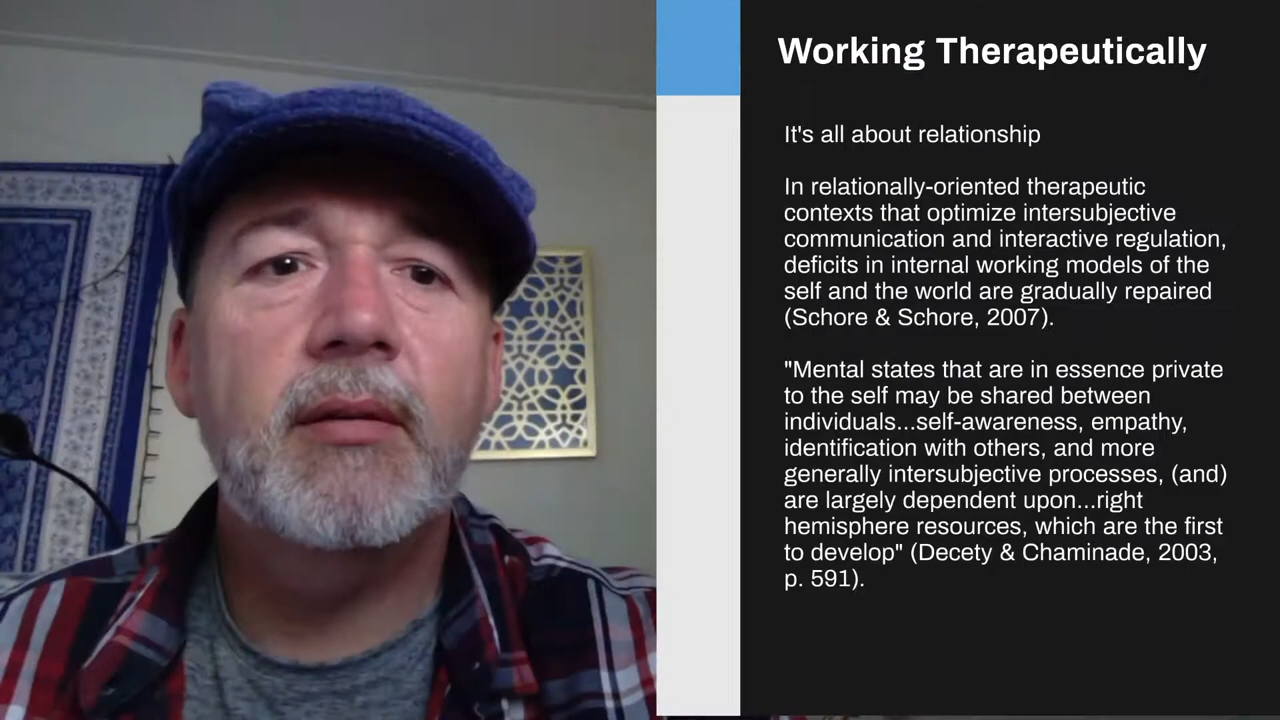 Working Therapeutically
It's all about relationship
In relationally-oriented therapeutic
contexts that optimize intersubjective
communication and interactive regulation,
deficits in internal working models of the
self and the world are gradually repaired
(Schore & Schore, 2007).
"Mental states that are in essence private
to the self may be shared between
individuals...self-awareness, empathy,
identification with others, and more
generally intersubjective processes, (and)
are largely dependent upon...right
hemisphere resources, which are the first
to develop" (Decety & Chaminade, 2003,
p. 591).